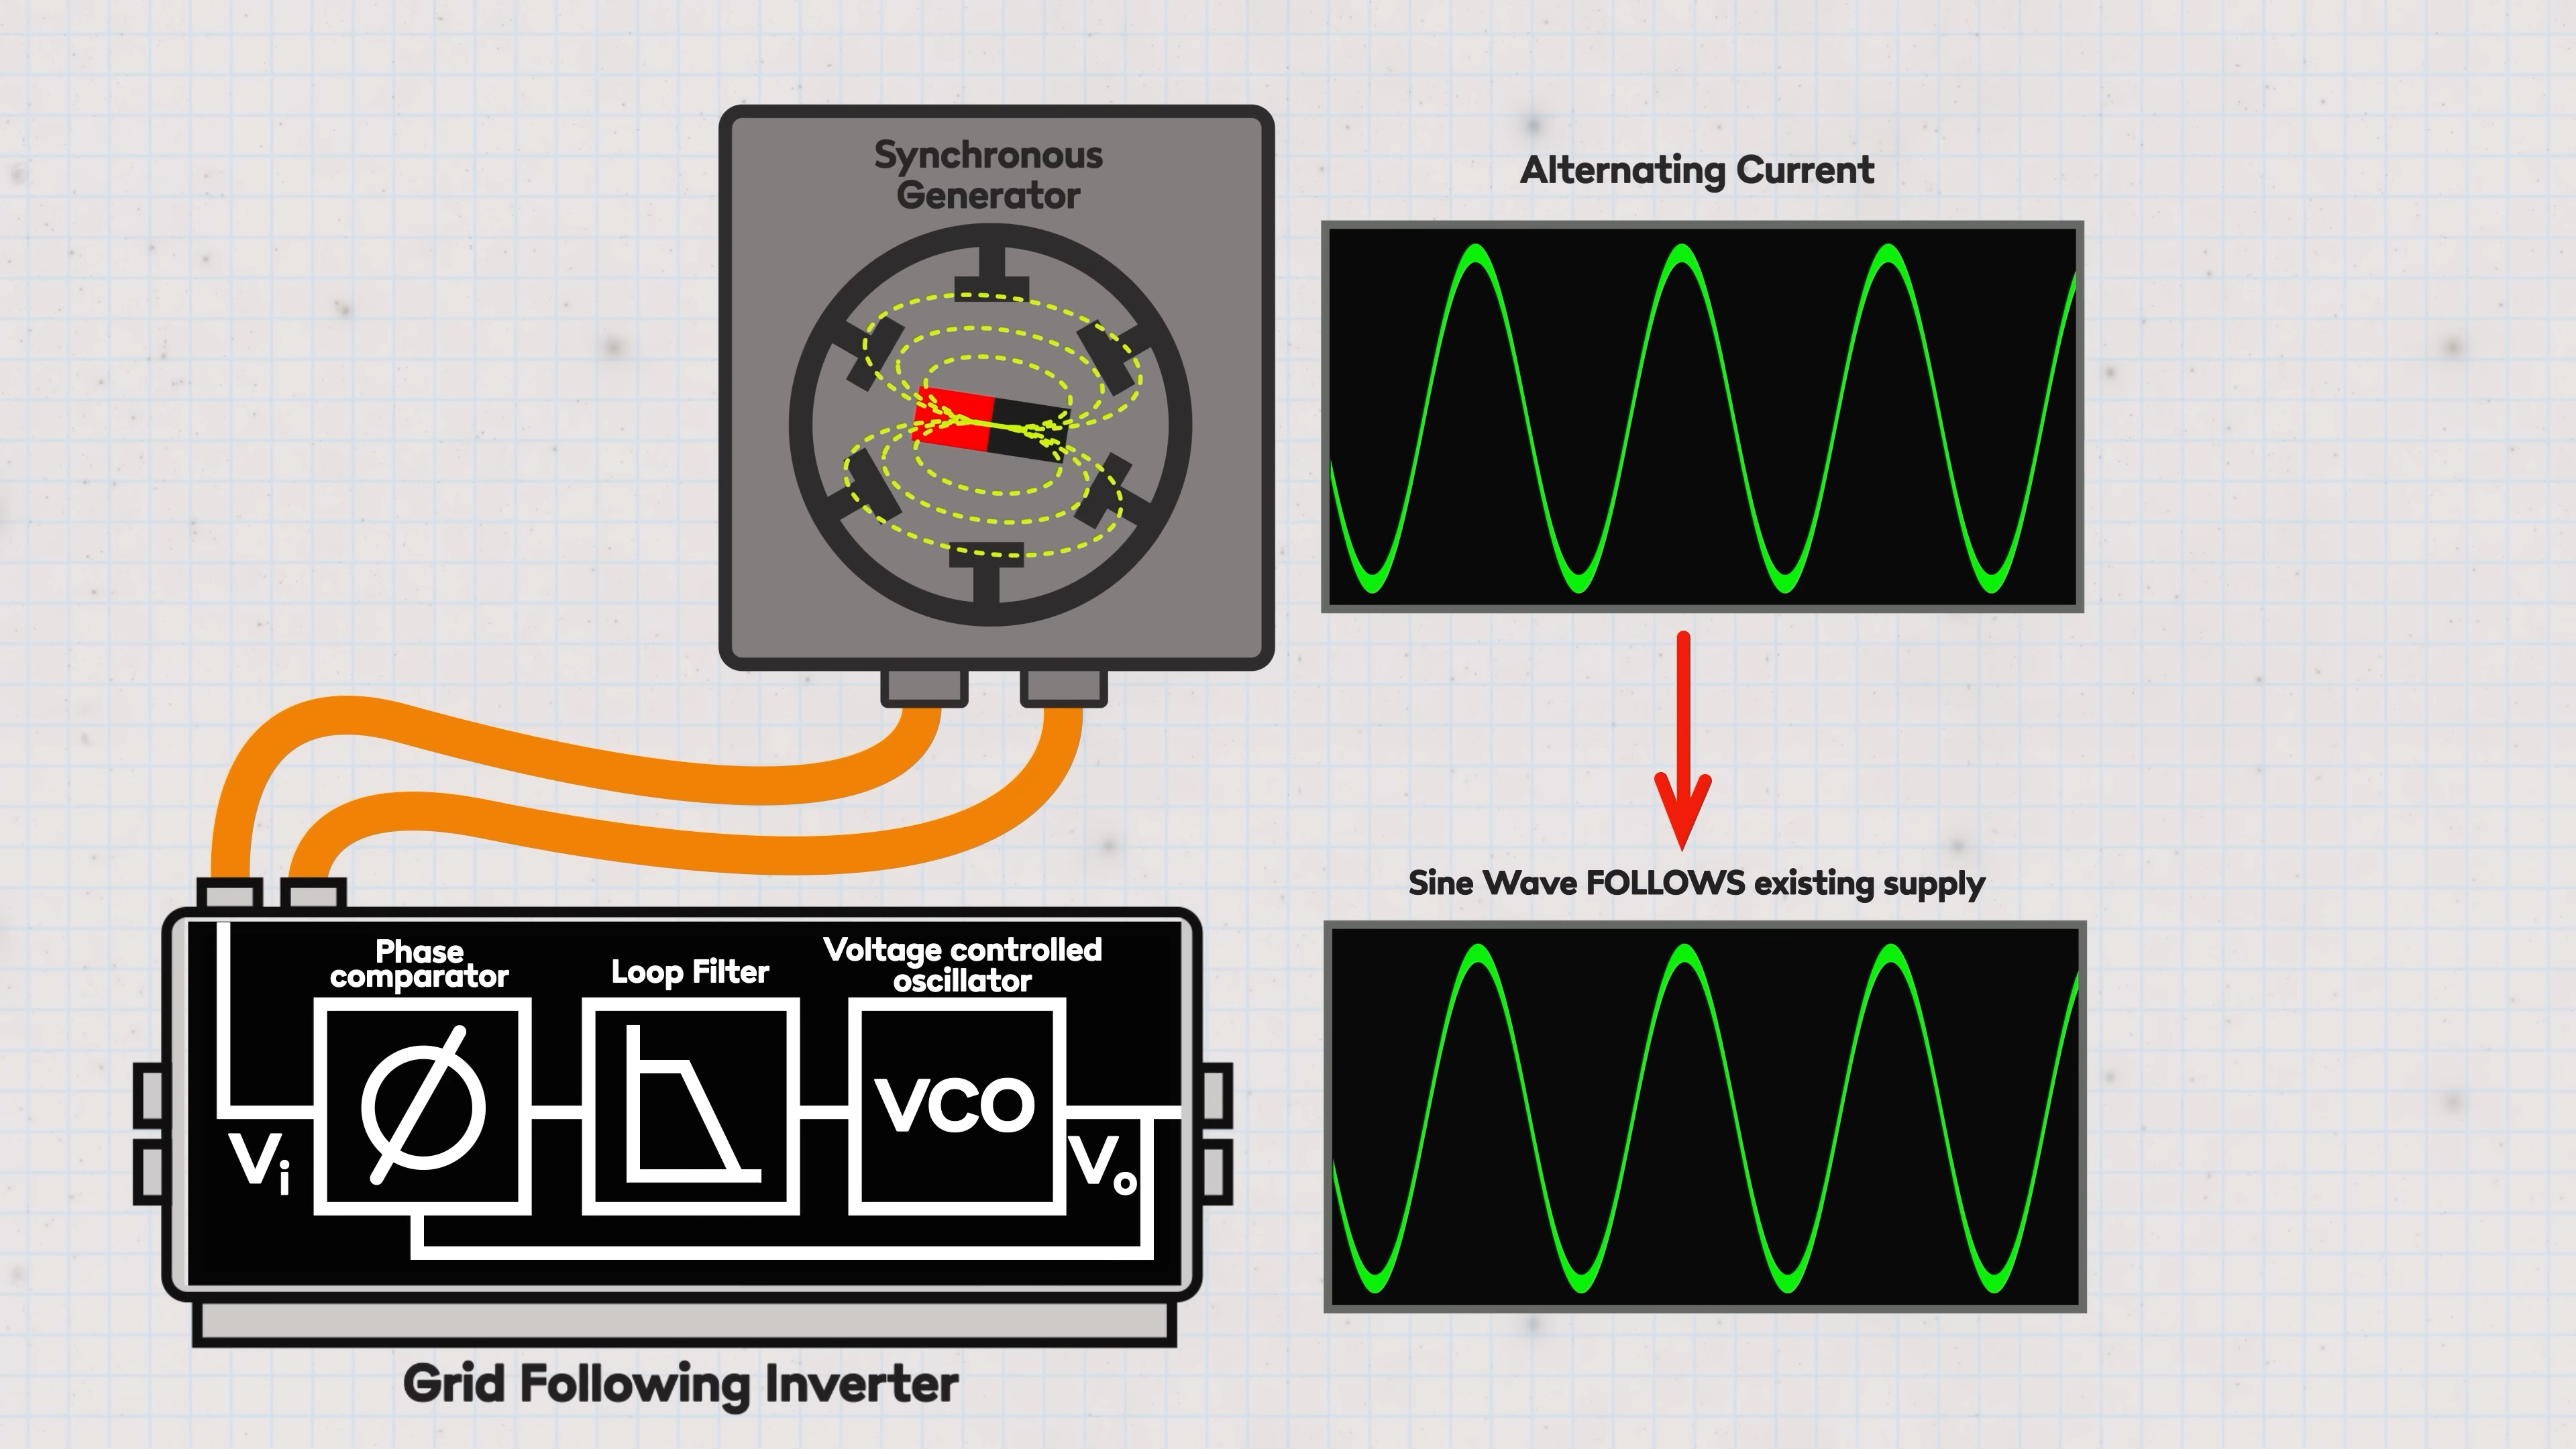 Synchronous
Generator
Alternating Current
Sine Wave FOLLOWS existing supply
Phase
comparator
Loop Filter
Voltage controlled
oscillator
VCO
Vi
Vo
Grid Following Inverter